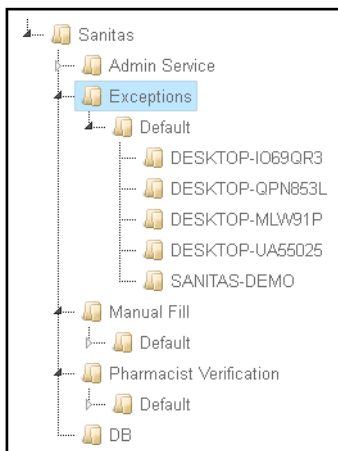 Sanitas
Admin Service
Exceptions
Default
DESKTOP-IO69QR3
DESKTOP-QPN853L
DESKTOP-MLW91P
DESKTOP-UA55025
SANITAS-DEMO
Manual Fill
Default
Pharmacist Verification
Default
DB